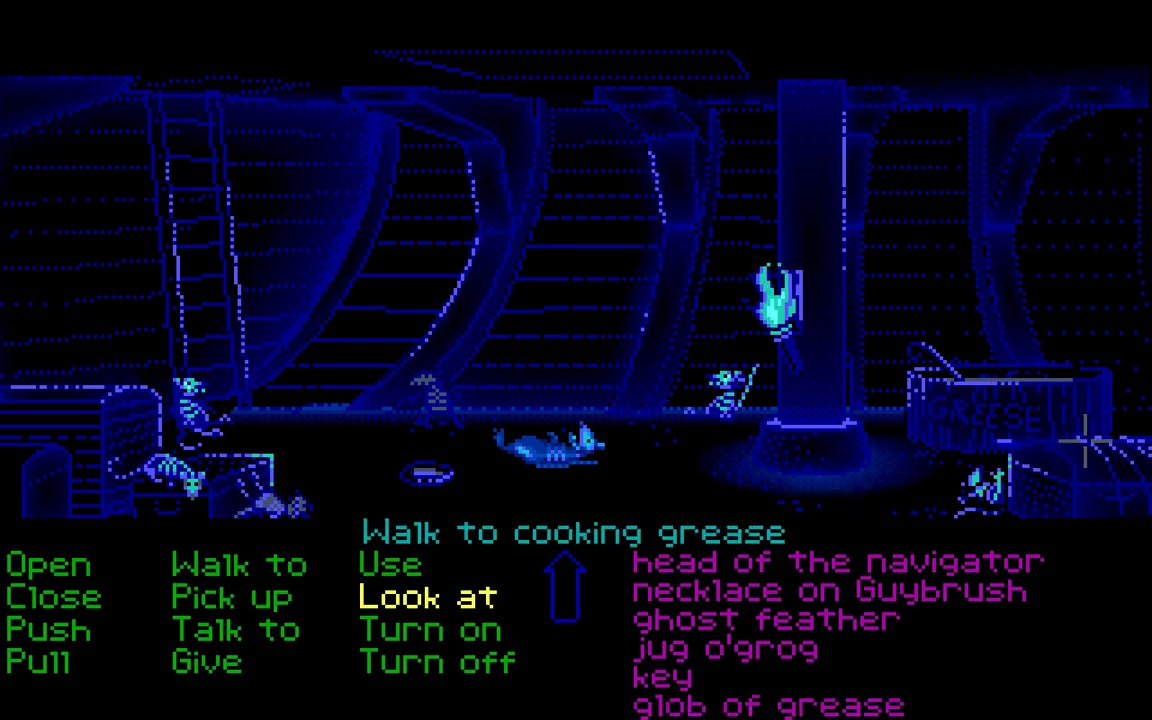 GREESE
Walk to cooking grease
Open Walk to Use
Close Pick up Look at
Push Talk to Turn on
Pull Give Turn off
head of the navigator
necklace on Guybrush
ghost feather
jug o'grog
key
glob of grease